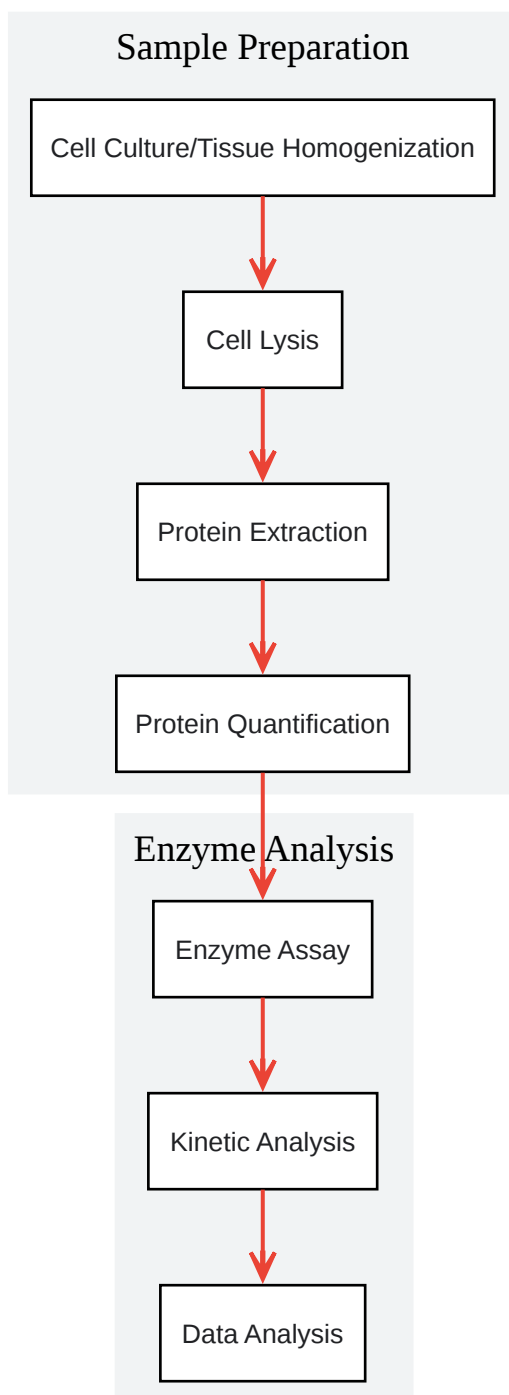 Sample Preparation
Cell Culture/Tissue Homogenization
Cell Lysis
Protein Extraction
Protein Quantification
Enzyme Analysis
Enzyme Assay
Kinetic Analysis
Data Analysis